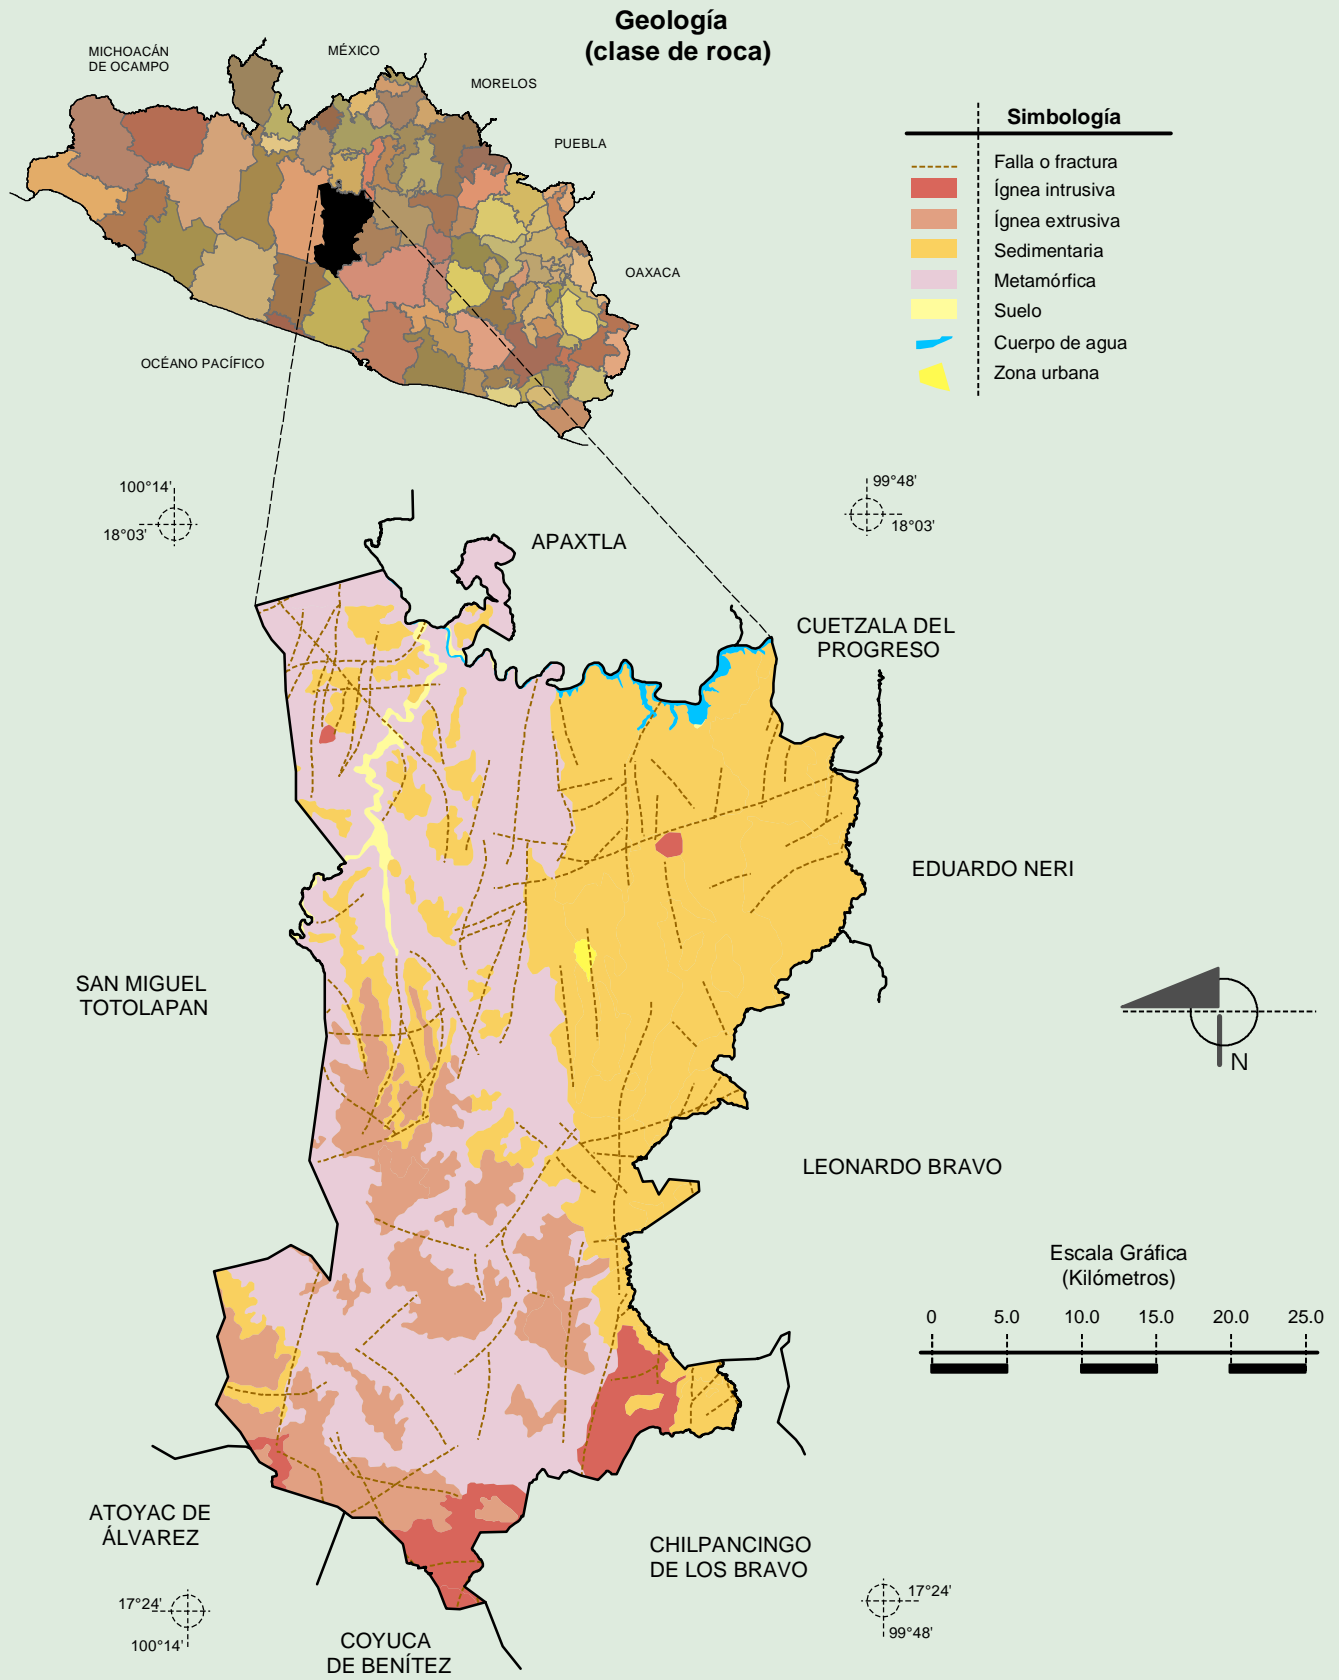 Geología
(clase de roca)
MICHOACÁN
DE OCAMPO
MÉXICO
MORELOS
PUEBLA
OAXACA
OCÉANO PACÍFICO
Simbología
Falla o fractura
Ígnea intrusiva
Ígnea extrusiva
Sedimentaria
Metamórfica
Suelo
Cuerpo de agua
Zona urbana
100°14'
18°03'
99°48'
18°03'
APAXTLA
CUETZALA DEL
PROGRESO
EDUARDO NERI
SAN MIGUEL
TOTOLAPAN
N
LEONARDO BRAVO
Escala Gráfica
(Kilómetros)
0 5.0 10.0 15.0 20.0 25.0
ATOYAC DE
ÁLVAREZ
CHILPANCINGO
DE LOS BRAVO
17°24'
100°14'
17°24'
99°48'
COYUCA
DE BENÍTEZ